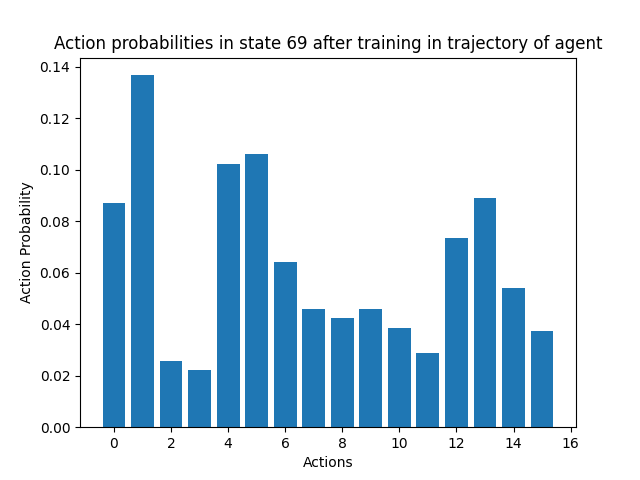 Action probabilities in state 69 after training in trajectory of agent
0.14
0.12
0.10
0.08
0.06
0.04
0.02
0.00
Action Probability
0 2 4 6 8 10 12 14 16
Actions